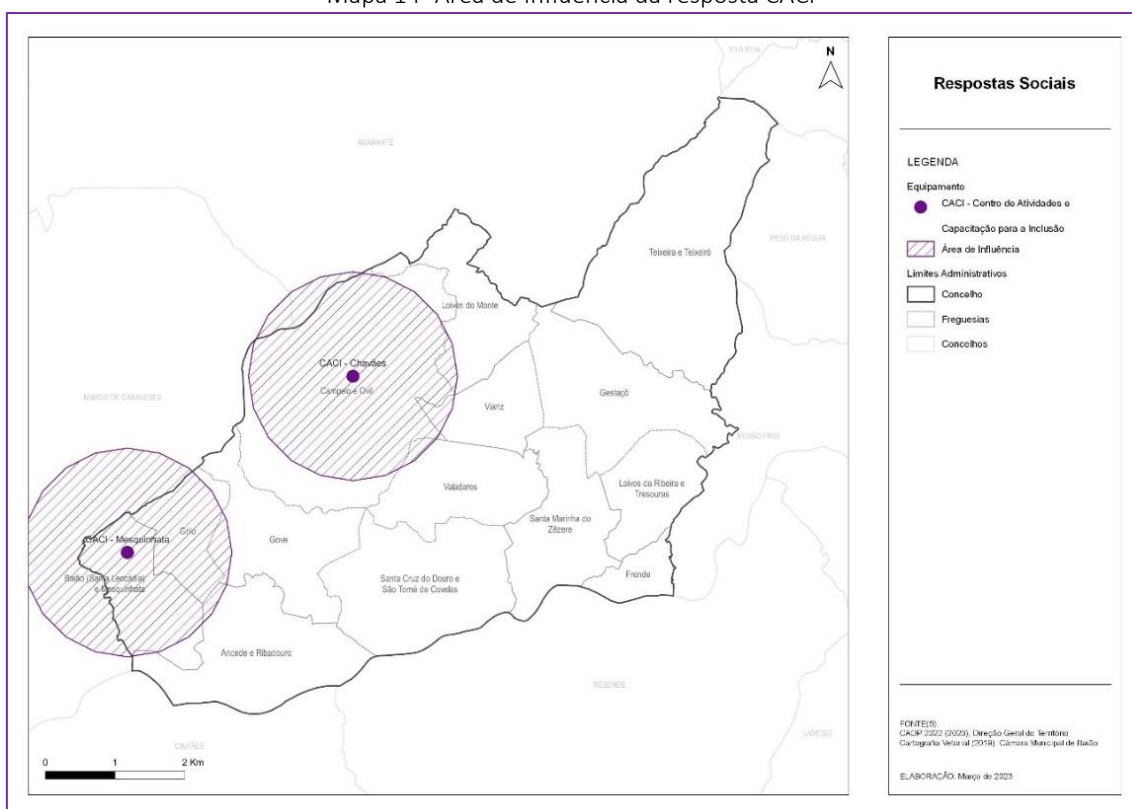 Mapa 14- Área de influência da resposta CACI
N
VILA REAL
AMARANTE
PESO DA RÉGUA
Teixeira e Teixeiró
Loivos do Monte
CACI - Chavães
Campelo e Ovil
Gestaçô
Viariz
MARCO DE CANAVESES
MESÃO FRIO
Valadares
Loivos da Ribeira e
Tresouras
Santa Marinha do
Zêzere
Grilo
CACI - Mesquinhata
Gove
Baião (Santa Leocádia)
e Mesquinhata
Santa Cruz do Douro e
São Tomé de Covelas
Frende
Ancede e Ribadouro
RESENDE
LAMEGO
CINFÃES
0 1 2 Km
Respostas Sociais
LEGENDA
Equipamento
CACI - Centro de Atividades e
Capacitação para a Inclusão
Área de Influência
Limites Administrativos
Concelho
Freguesias
Concelhos
FONTE(S):
CAOP 2022 (2023), Direção Geral do Território
Cartografia Vetorial (2019), Câmara Municipal de Baião
ELABORAÇÃO: Março de 2023